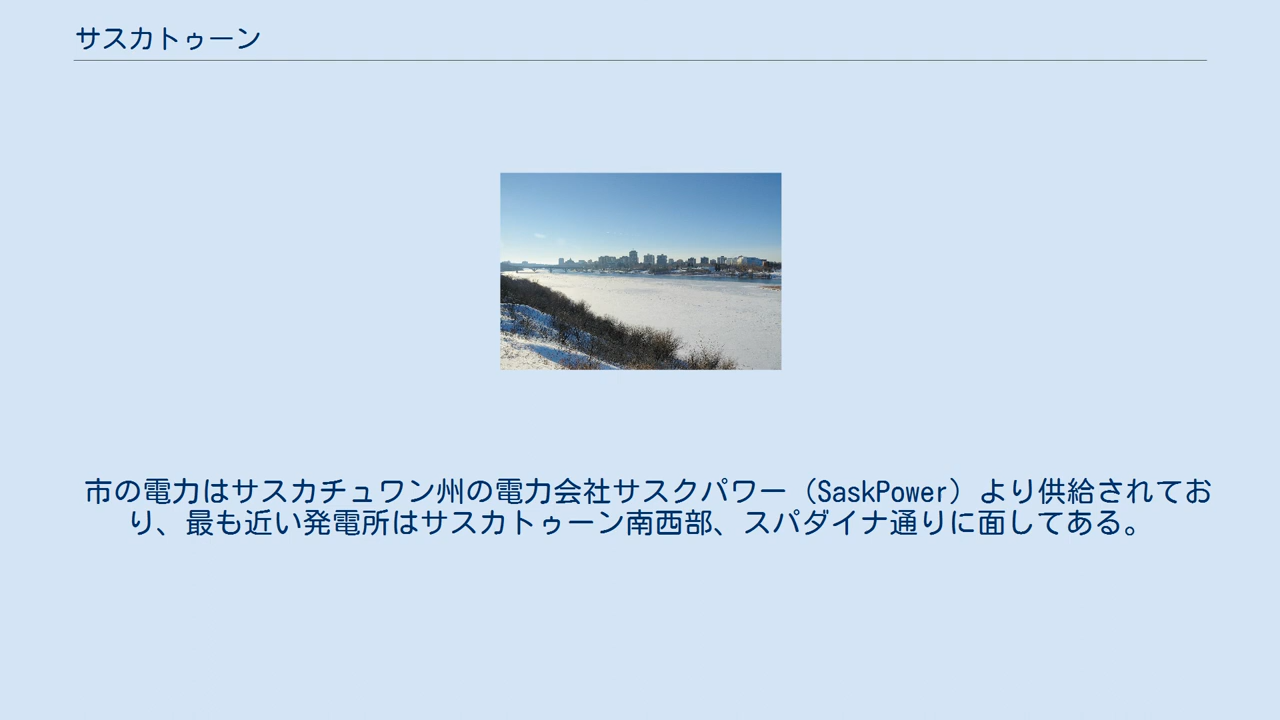 サスカトゥーン
市の電力はサスカチュワン州の電力会社サスクパワー（SaskPower）より供給されてお
り、最も近い発電所はサスカトゥーン南西部、スパダイナ通りに面してある。